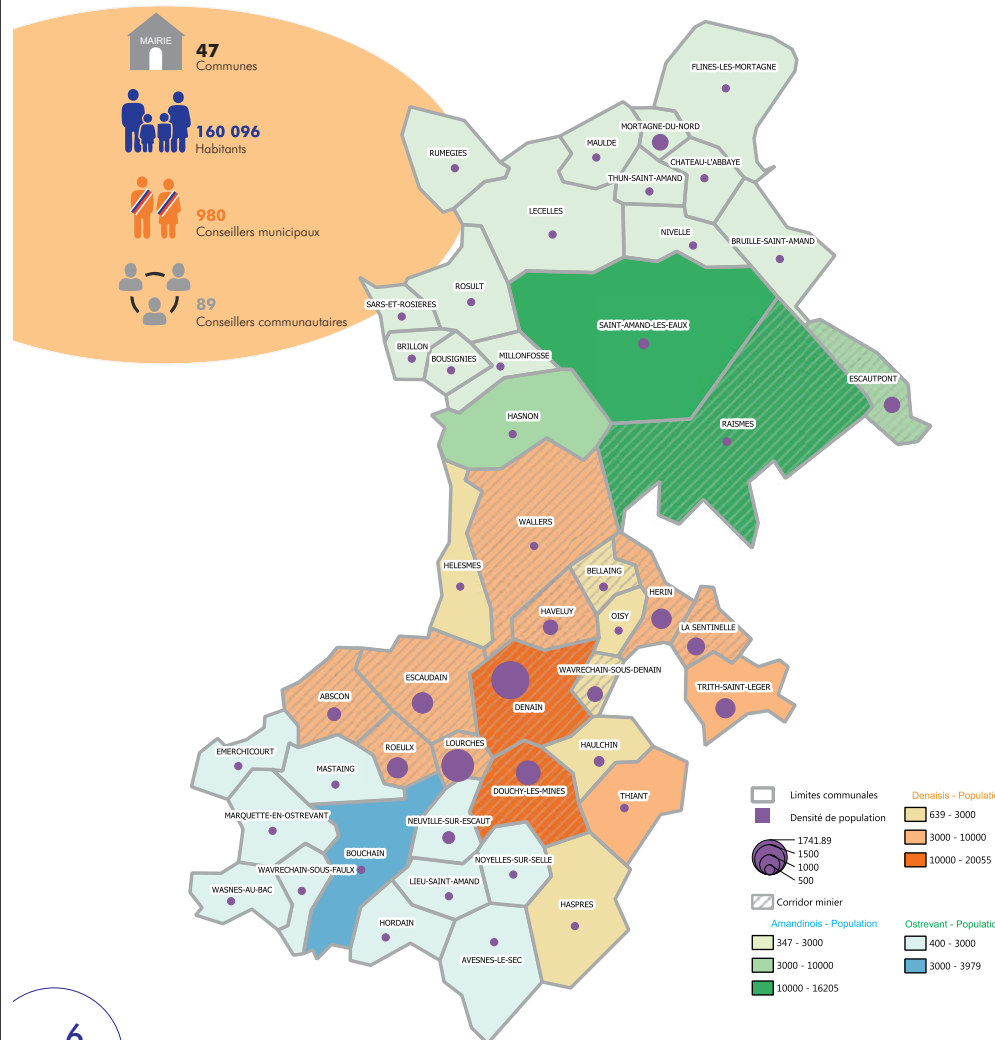 MAIRIE
47
Communes
160 096
Habitants
980
Conseillers municipaux
89
Conseillers communautaires
FLINES-LES-MORTAGNE
MORTAGNE-DU-NORD
MAULDE
RUMEGIES
CHATEAU-L'ABBAYE
THUN-SAINT-AMAND
LECELLES
NIVELLE
BRUILLE-SAINT-AMAND
ROSULT
SARS-ET-ROSIERES
SAINT-AMAND-LES-EAUX
BRILLON
BOUSIGNIES
MILLONFOSSE
ESCAUTPONT
HASNON
RAISMES
WALLERS
HELESMES
BELLAING
HERIN
HAVELUY
OISY
LA SENTINELLE
WAVRECHAIN-SOUS-DENAIN
ESCAUDAIN
TRITH-SAINT-LEGER
ABSCON
DENAIN
EMERCHICOURT
ROEULX
LOURCHES
HAULCHIN
MASTAING
DOUCHY-LES-MINES
THIANT
MARQUETTE-EN-OSTREVANT
NEUVILLE-SUR-ESCAUT
BOUCHAIN
NOYELLES-SUR-SELLE
WAVRECHAIN-SOUS-FAULX
LIEU-SAINT-AMAND
WASNES-AU-BAC
HASPRES
HORDAIN
AVESNES-LE-SEC
Limites communales
Densité de population
1741.89
1500
1000
500
Corridor minier
Denaisis - Populatio
639 - 3000
3000 - 10000
10000 - 20055
Amandinois - Population
347 - 3000
3000 - 10000
10000 - 16205
Ostrevant - Populatio
400 - 3000
3000 - 3979
6